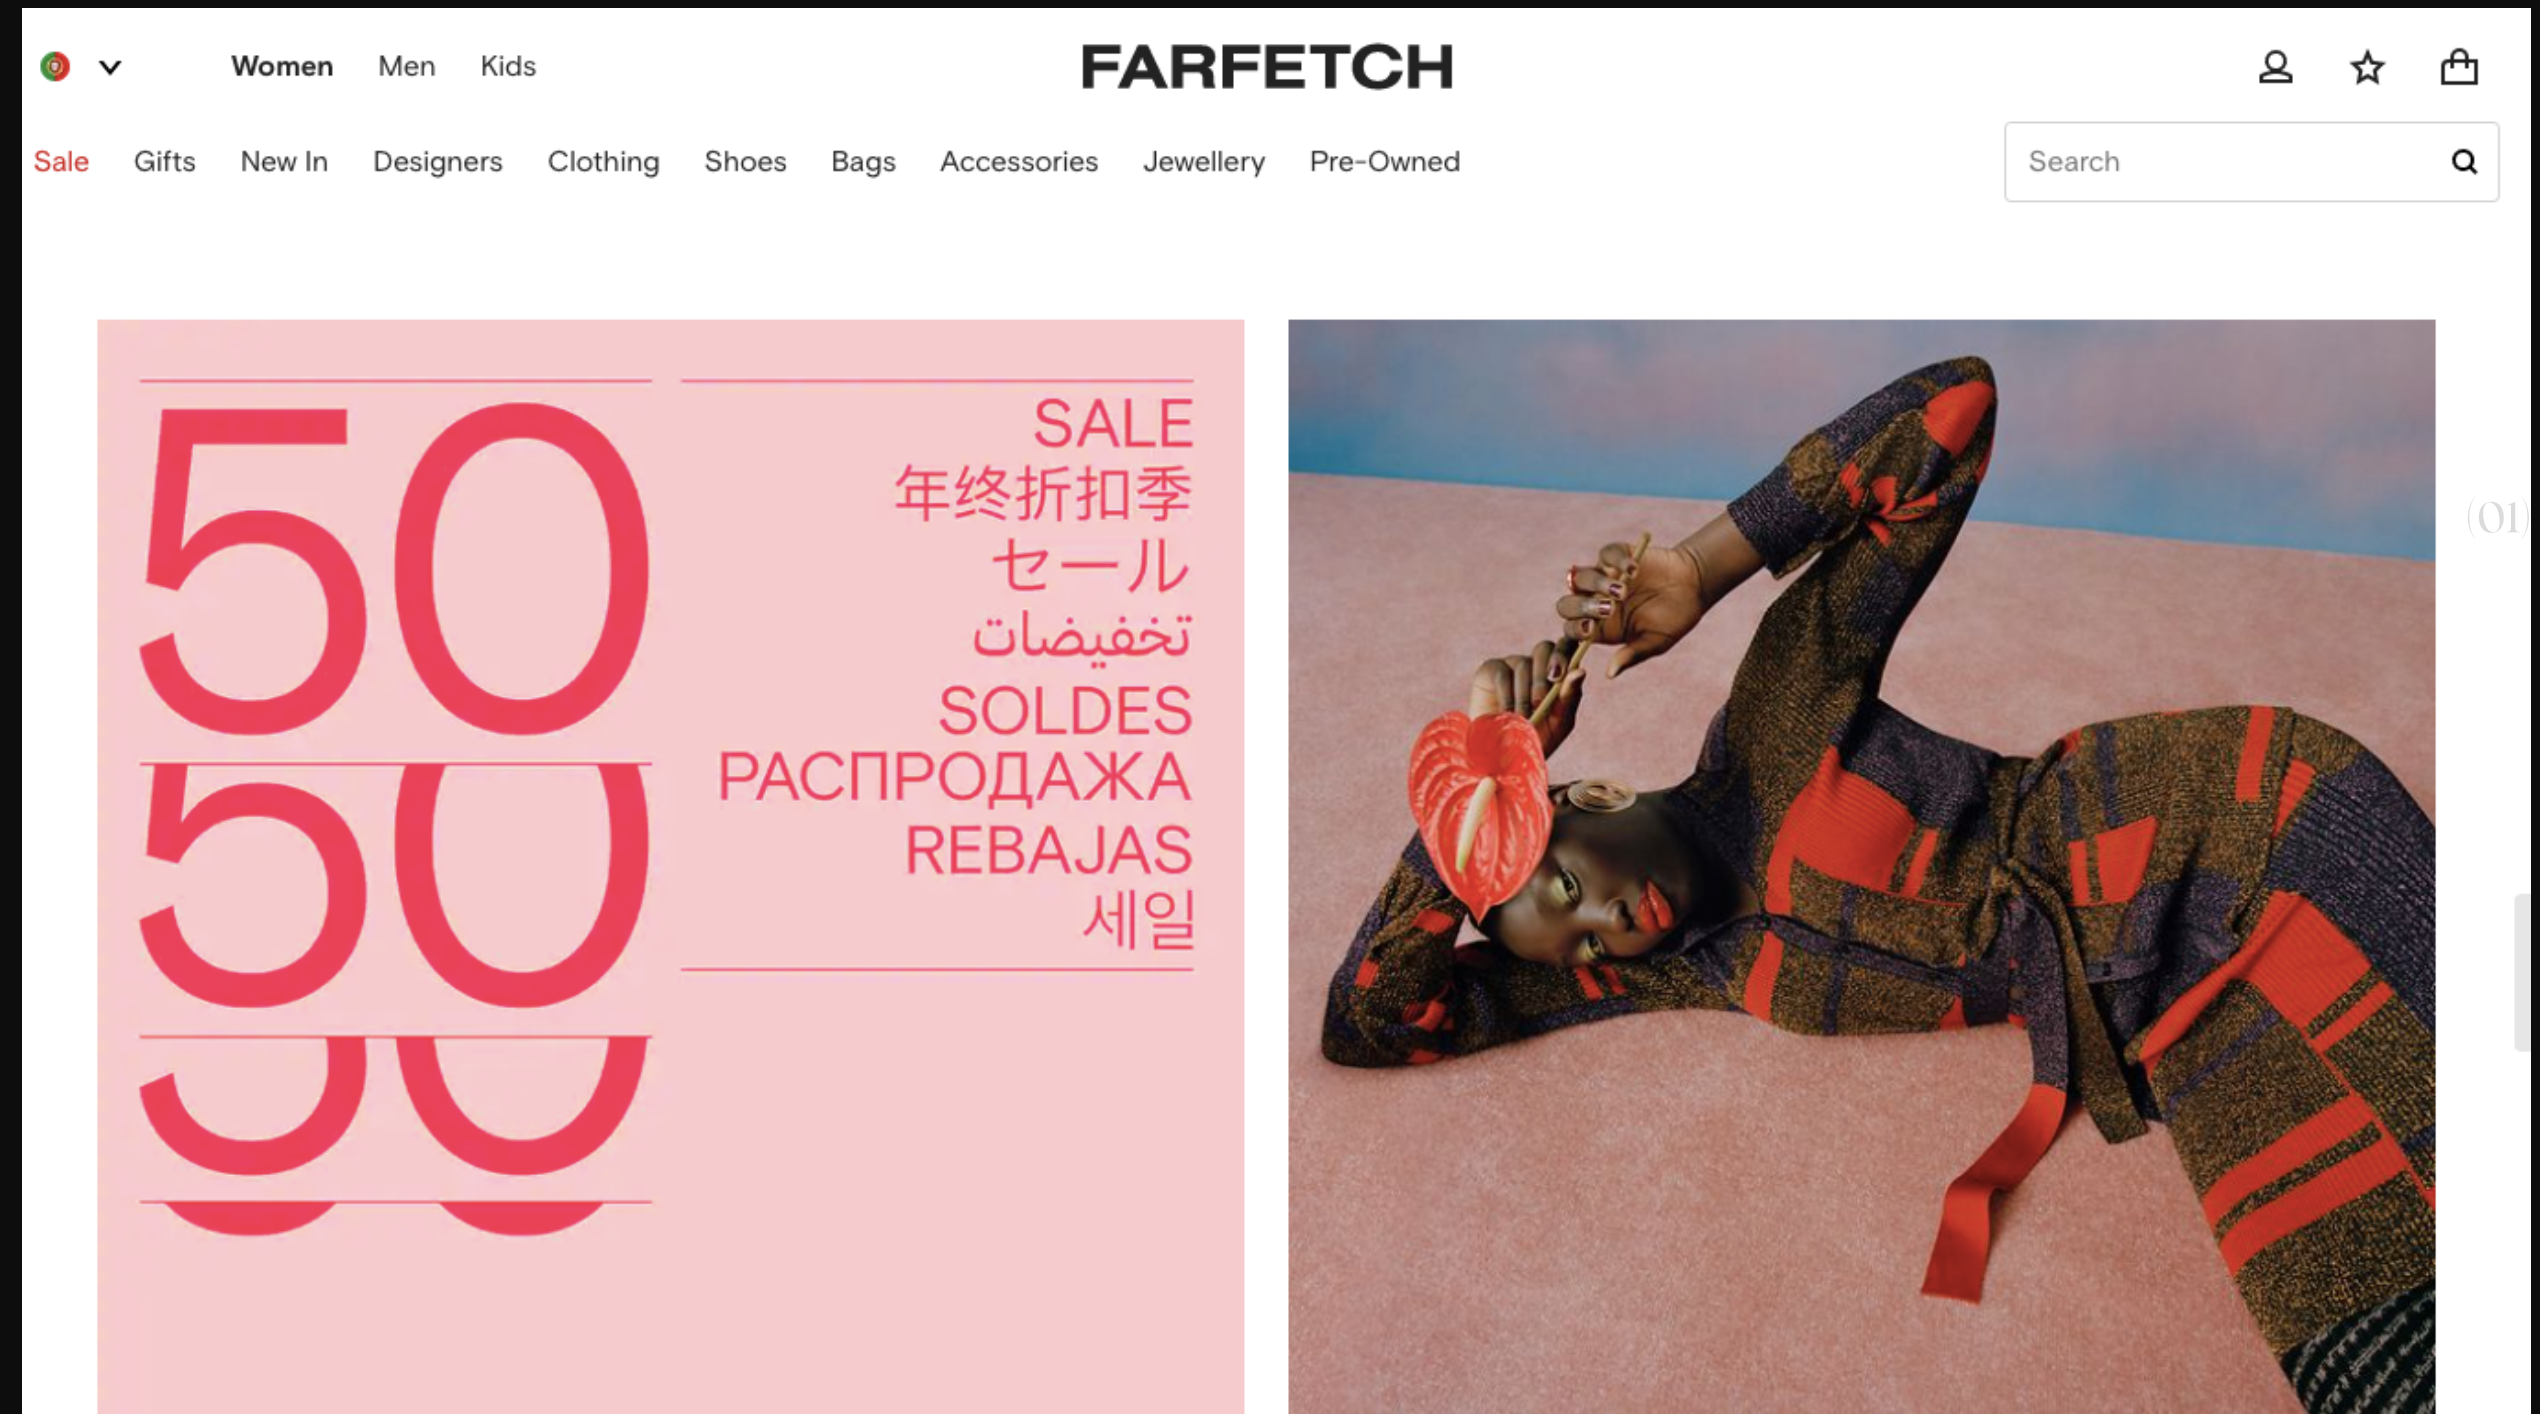 Women Men Kids
FARFETCH
Sale Gifts New In Designers Clothing Shoes Bags Accessories Jewellery Pre-Owned
Search
50
50
50
SALE
年终折扣季
セール
تخفيضات
SOLDES
РАСПРОДАЖА
REBAJAS
세일
(01)